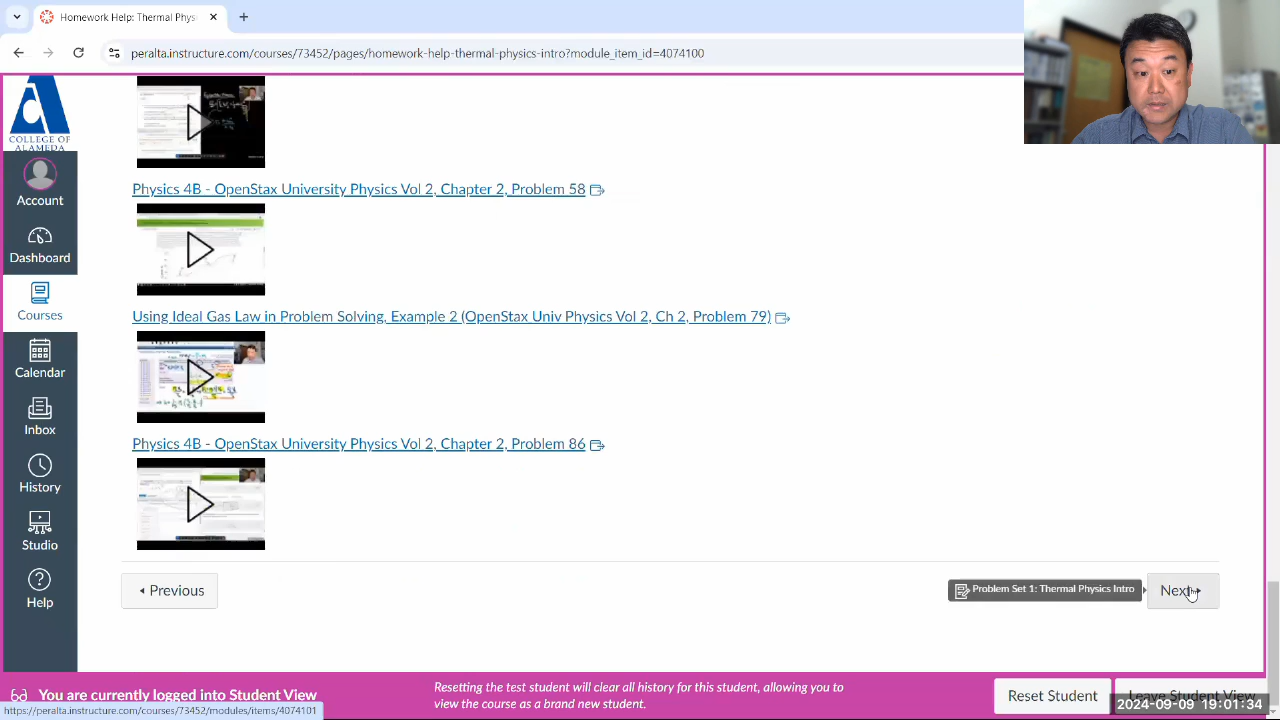 Homework Help: Thermal Phys
peralta.instructure.com/courses/73452/pages/homework-help-thermal-physics-intro?module_item_id=4074100
COLLEGE OF
ALAMEDA
Account
Dashboard
Courses
Calendar
Inbox
History
Studio
Help
Physics 4B - OpenStax University Physics Vol 2, Chapter 2, Problem 58
Using Ideal Gas Law in Problem Solving, Example 2 (OpenStax Univ Physics Vol 2, Ch 2, Problem 79)
Physics 4B - OpenStax University Physics Vol 2, Chapter 2, Problem 86
Previous
Problem Set 1: Thermal Physics Intro
Next
You are currently logged into Student View
Resetting the test student will clear all history for this student, allowing you to
view the course as a brand new student.
Reset Student
Leave Student View
2024-09-09 19:01:34
https://peralta.instructure.com/courses/73452/modules/items/4074101